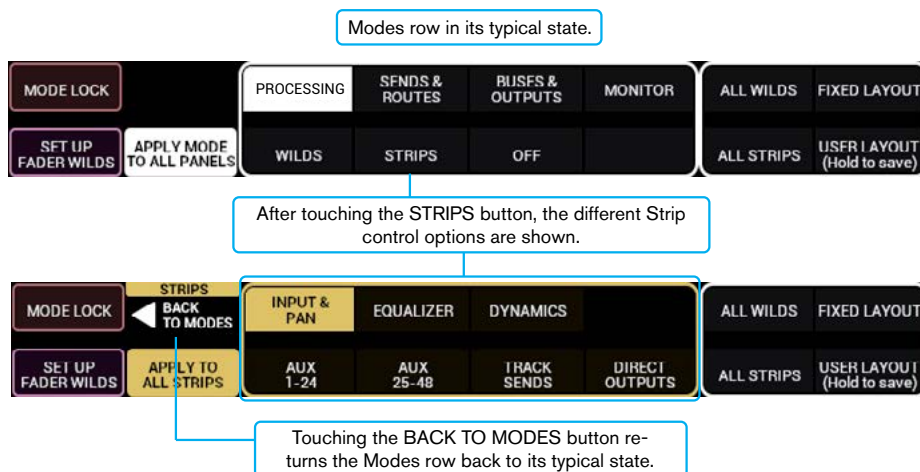 Modes row in its typical state.
MODE LOCK
PROCESSING
SENDS &
ROUTES
BUSES &
OUTPUTS
MONITOR
ALL WILDS
FIXED LAYOUT
SET UP
FADER WILDS
APPLY MODE
TO ALL PANELS
WILDS
STRIPS
OFF
ALL STRIPS
USER LAYOUT
(Hold to save)
After touching the STRIPS button, the different Strip
control options are shown.
MODE LOCK
STRIPS
BACK
TO MODES
INPUT &
PAN
EQUALIZER
DYNAMICS
ALL WILDS
FIXED LAYOUT
SET UP
FADER WILDS
APPLY TO
ALL STRIPS
AUX
1-24
AUX
25-48
TRACK
SENDS
DIRECT
OUTPUTS
ALL STRIPS
USER LAYOUT
(Hold to save)
Touching the BACK TO MODES button re-
turns the Modes row back to its typical state.